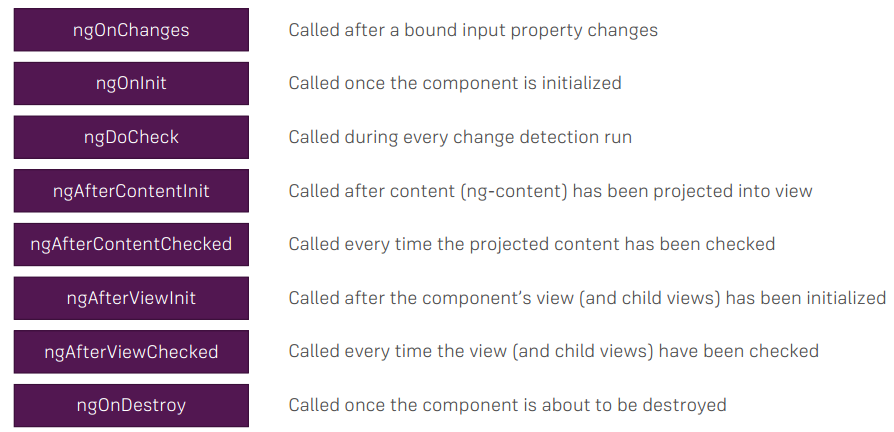 ngOnChanges Called after a bound input property changes
ngOnInit Called once the component is initialized
ngDoCheck Called during every change detection run
ngAfterContentInit Called after content (ng-content) has been projected into view
ngAfterContentChecked Called every time the projected content has been checked
ngAfterViewInit Called after the component's view (and child views) has been initialized
ngAfterViewChecked Called every time the view (and child views) have been checked
ngOnDestroy Called once the component is about to be destroyed